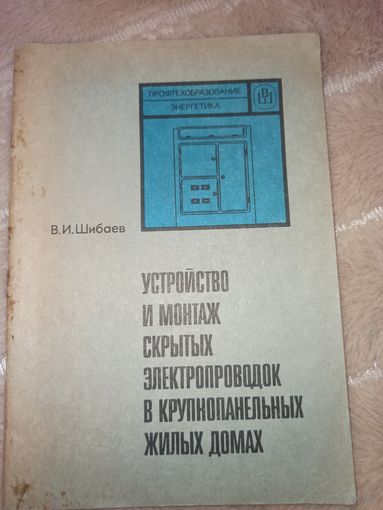 ПРОФТЕХОБРАЗОВАНИЕ
ЭНЕРГЕТИКА
В.И.Шибаев
УСТРОЙСТВО
И МОНТАЖ
СКРЫТЫХ
ЭЛЕКТРОПРОВОДОК
В КРУПНОПАНЕЛЬНЫХ
ЖИЛЫХ ДОМАХ